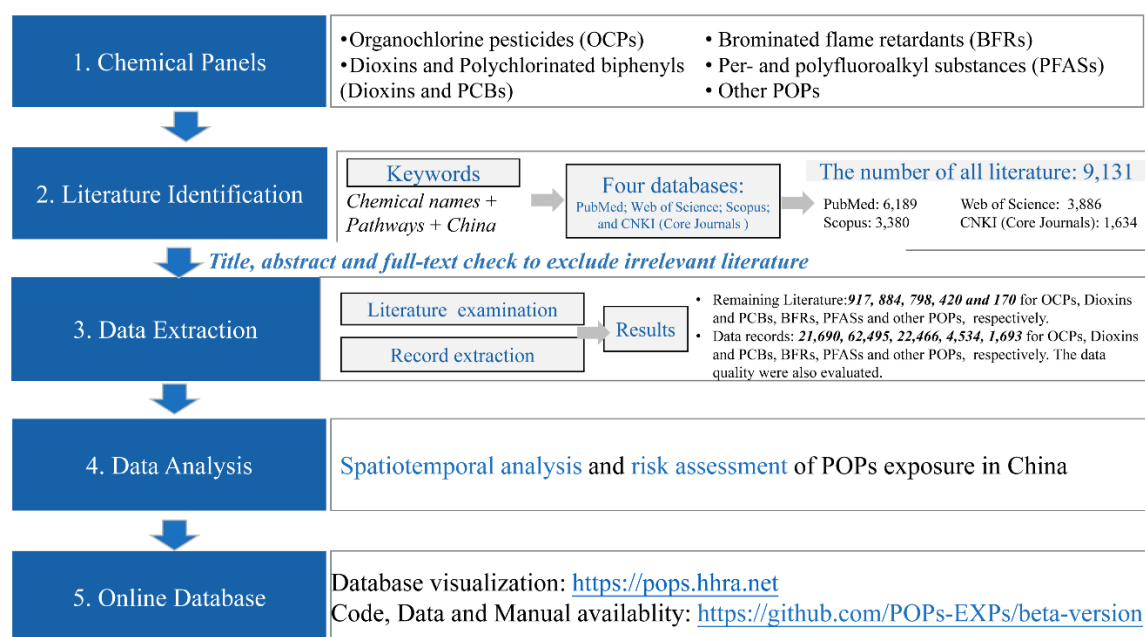 1. Chemical Panels
•Organochlorine pesticides (OCPs)
•Dioxins and Polychlorinated biphenyls
(Dioxins and PCBs)
•Brominated flame retardants (BFRs)
•Per- and polyfluoroalkyl substances (PFASs)
•Other POPs
2. Literature Identification
Keywords
Chemical names +
Pathways + China
Four databases:
PubMed; Web of Science; Scopus;
and CNKI (Core Journals )
The number of all literature: 9,131
PubMed: 6,189
Web of Science: 3,886
Scopus: 3,380
CNKI (Core Journals): 1,634
Title, abstract and full-text check to exclude irrelevant literature
3. Data Extraction
Literature examination
Record extraction
Results
• Remaining Literature:917, 884, 798, 420 and 170 for OCPs, Dioxins
and PCBs, BFRs, PFASs and other POPs, respectively.
• Data records: 21,690, 62,495, 22,466, 4,534, 1,693 for OCPs, Dioxins
and PCBs, BFRs, PFASs and other POPs, respectively. The data
quality were also evaluated.
4. Data Analysis
Spatiotemporal analysis and risk assessment of POPs exposure in China
5. Online Database
Database visualization: https://pops.hhra.net
Code, Data and Manual availablity: https://github.com/POPs-EXPs/beta-version